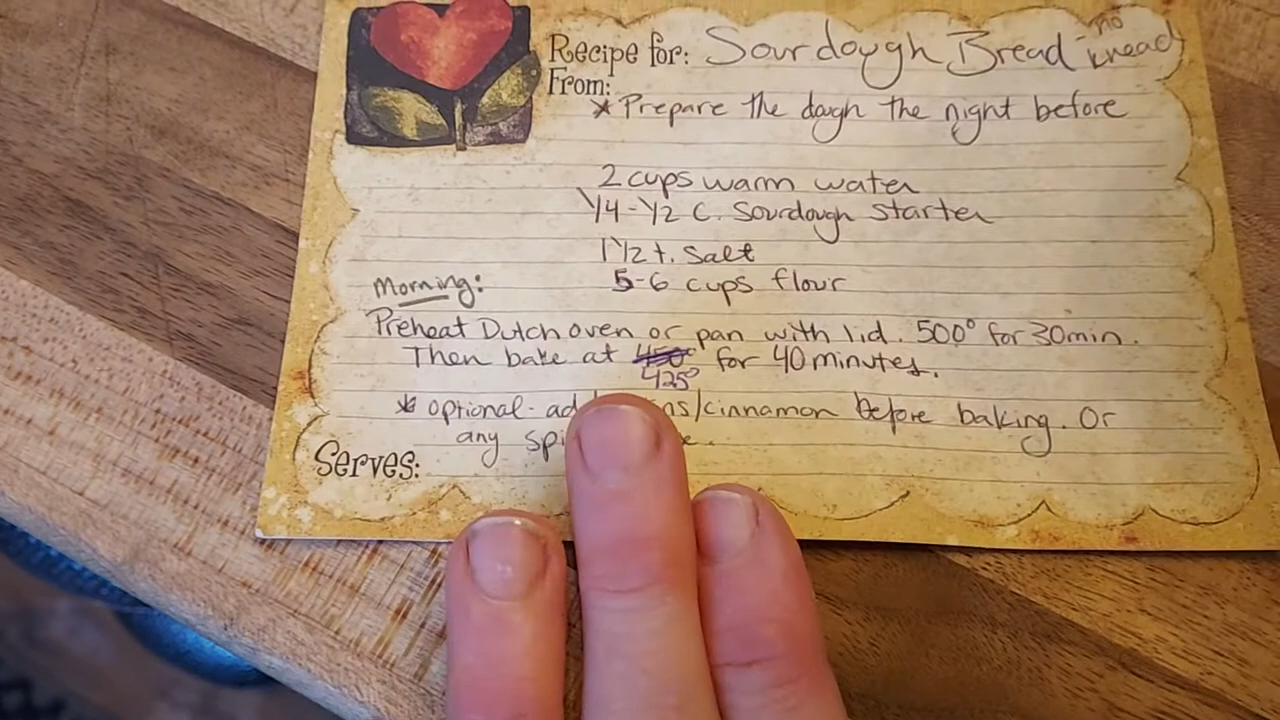 Recipe for: Sourdough Bread - no knead
From:
* Prepare the dough the night before
2 cups warm water
1/4 - 1/2 c. Sourdough starter
1 1/2 t. Salt
5-6 cups flour
Morning:
Preheat Dutch oven or pan with lid. 500° for 30min.
Then bake at 450° for 40 minutes.
425°
* optional - ad ns/cinnamon before baking. Or
any spi e.
Serves: